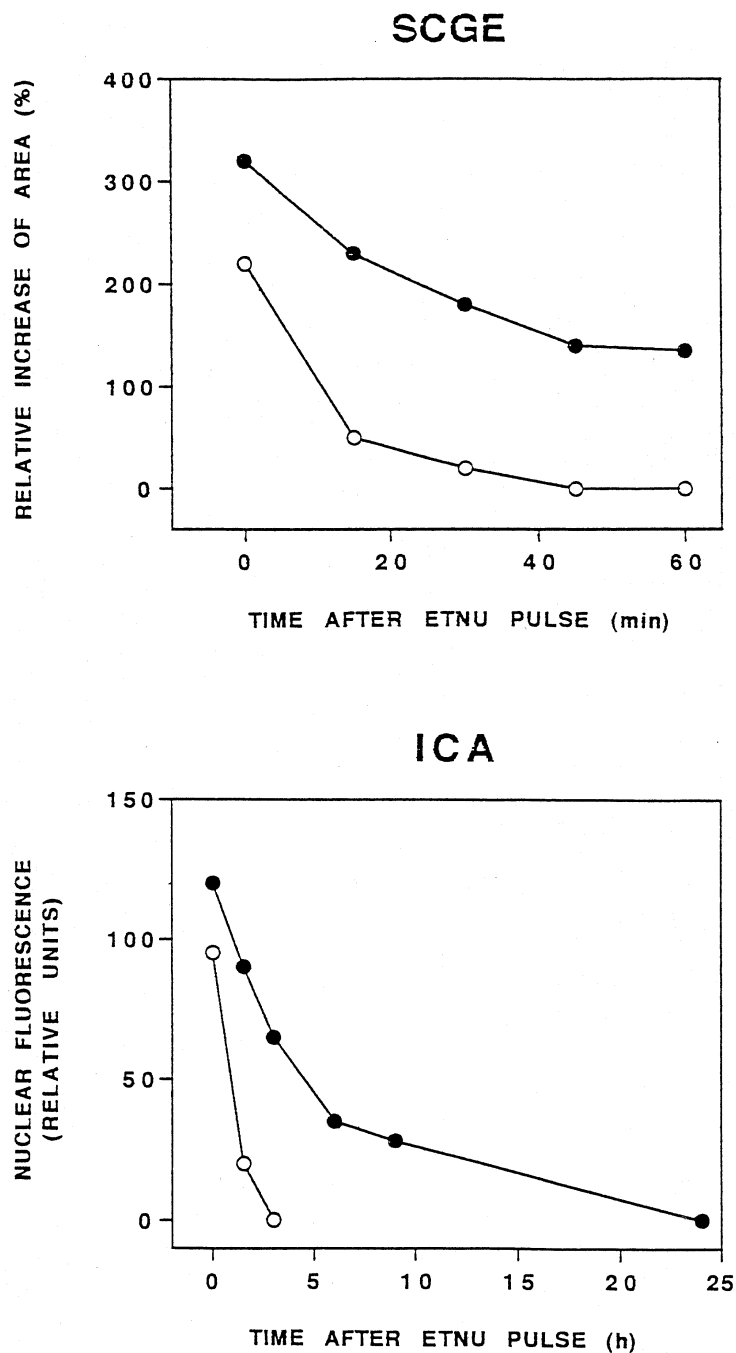 SCGE
RELATIVE INCREASE OF AREA (%)
400
300
200
100
0
0 20 40 60
TIME AFTER ETNU PULSE (min)
ICA
NUCLEAR FLUORESCENCE
(RELATIVE UNITS)
150
100
50
0
0 5 10 15 20 25
TIME AFTER ETNU PULSE (h)